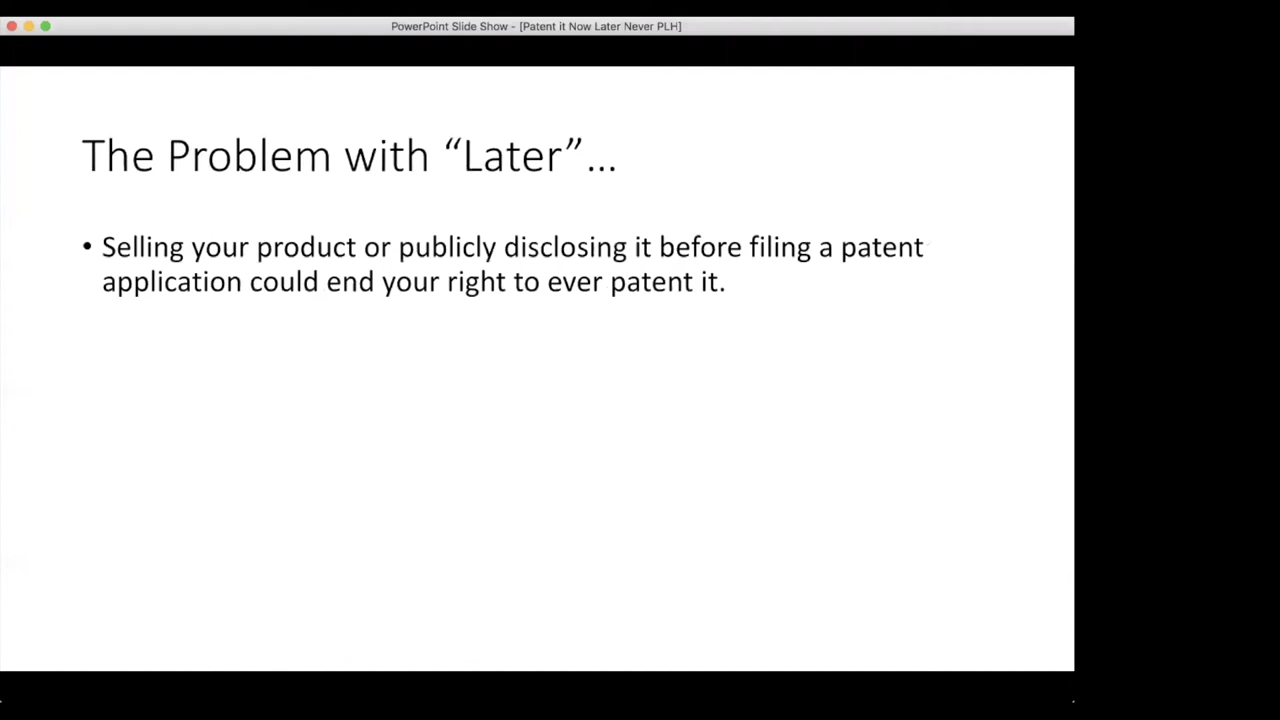 PowerPoint Slide Show - [Patent it Now Later Never PLH]
The Problem with “Later”…
• Selling your product or publicly disclosing it before filing a patent
application could end your right to ever patent it.